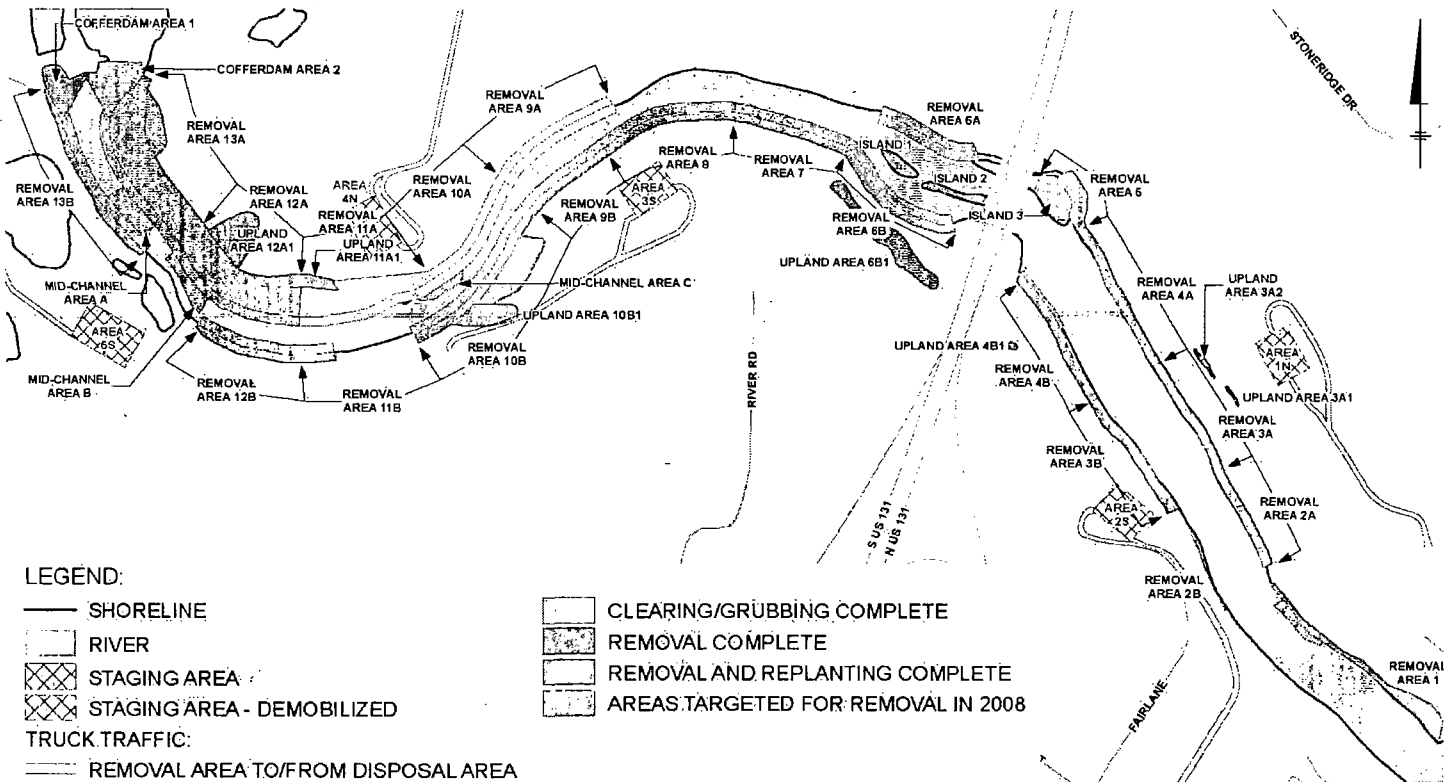 COFFERDAM AREA 1
COFFERDAM AREA 2
REMOVAL
AREA 13A
REMOVAL
AREA 13B
REMOVAL
AREA 12A
UPLAND
AREA 12A1
REMOVAL
AREA 11A
UPLAND
AREA 11A1
AREA
4N
REMOVAL
AREA 10A
REMOVAL
AREA 9A
MID-CHANNEL
AREA A
AREA
6S
MID-CHANNEL
AREA B
REMOVAL
AREA 12B
REMOVAL
AREA 11B
REMOVAL
AREA 10B
UPLAND AREA 10B1
MID-CHANNEL AREA C
REMOVAL
AREA 9B
AREA
3S
REMOVAL
AREA 8
REMOVAL
AREA 7
REMOVAL
AREA 6A
ISLAND 1
ISLAND 2
ISLAND 3
REMOVAL
AREA 6B
UPLAND AREA 6B1
REMOVAL
AREA 5
STONERIDGE DR
REMOVAL
AREA 4A
UPLAND
AREA 3A2
AREA
1N
UPLAND AREA 3A1
REMOVAL
AREA 3A
REMOVAL
AREA 2A
UPLAND AREA 4B1
REMOVAL
AREA 4B
REMOVAL
AREA 3B
AREA
2S
REMOVAL
AREA 2B
REMOVAL
AREA 1
RIVER RD
S US 131
N US 131
FAIRLANE
LEGEND:
SHORELINE
RIVER
STAGING AREA
STAGING AREA - DEMOBILIZED
TRUCK TRAFFIC:
REMOVAL AREA TO/FROM DISPOSAL AREA
CLEARING/GRUBBING COMPLETE
REMOVAL COMPLETE
REMOVAL AND REPLANTING COMPLETE
AREAS TARGETED FOR REMOVAL IN 2008